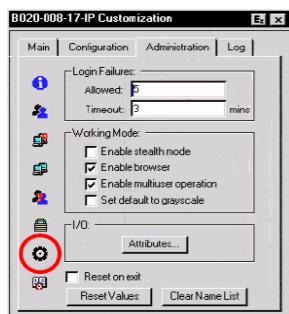 B020-008-17-IP Customization
Main Configuration Administration Log
Login Failures:
Allowed: 5
Timeout: 3 mins
Working Mode:
Enable stealth mode
Enable browser
Enable multiuser operation
Set default to grayscale
I/O:
Attributes...
Reset on exit
Reset Values Clear Name List